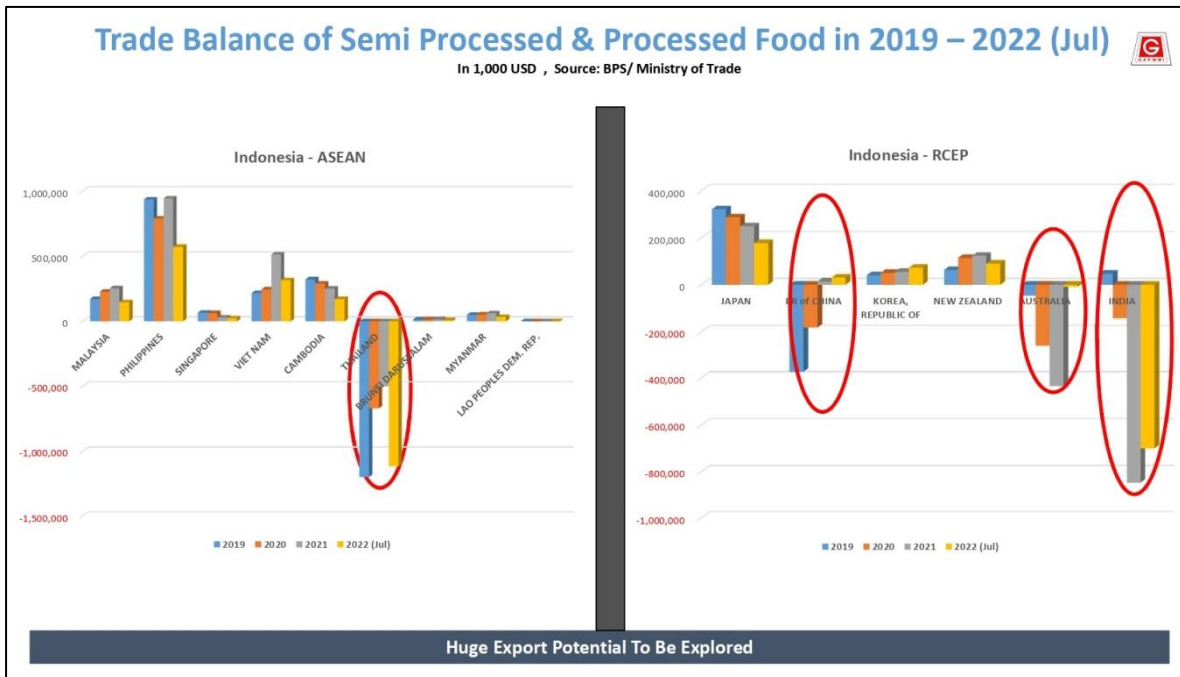 Trade Balance of Semi Processed & Processed Food in 2019 – 2022 (Jul)
In 1,000 USD , Source: BPS/ Ministry of Trade
G
GAPMMI
Indonesia - ASEAN
1,000,000
500,000
0
-500,000
-1,000,000
-1,500,000
MALAYSIA
PHILIPPINES
SINGAPORE
VIET NAM
CAMBODIA
THAILAND
BRUNEI DARUSSALAM
MYANMAR
LAO PEOPLES DEM. REP.
2019 2020 2021 2022 (Jul)
Indonesia - RCEP
400,000
200,000
0
-200,000
-400,000
-600,000
-800,000
-1,000,000
JAPAN
PR of CHINA
KOREA,
REPUBLIC OF
NEW ZEALAND
AUSTRALIA
INDIA
2019 2020 2021 2022 (Jul)
Huge Export Potential To Be Explored